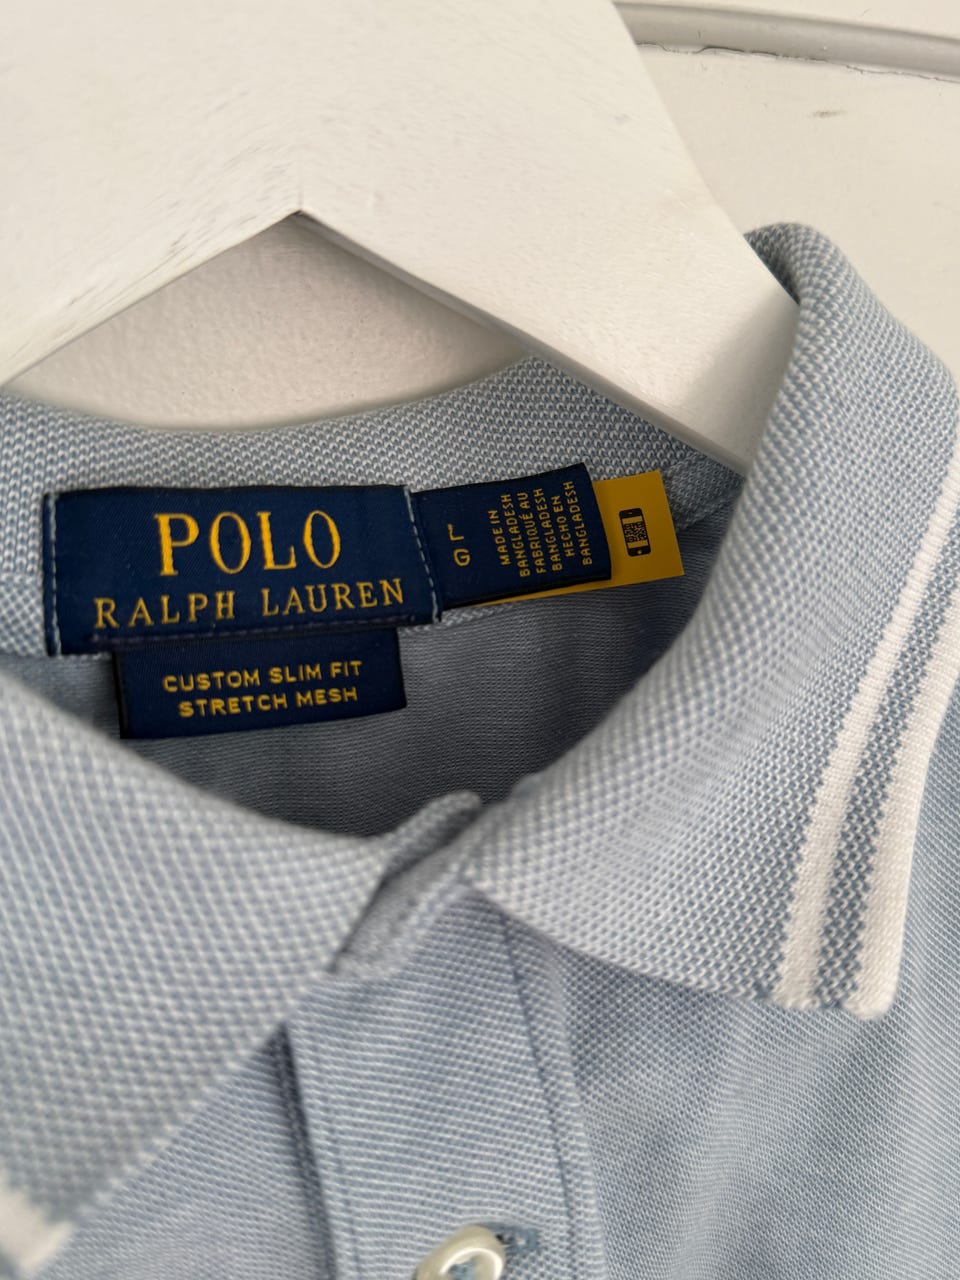 POLO
RALPH LAUREN
CUSTOM SLIM FIT
STRETCH MESH
L
G
MADE IN
BANGLADESH
FABRIQUÉ AU
BANGLADESH
HECHO EN
BANGLADESH